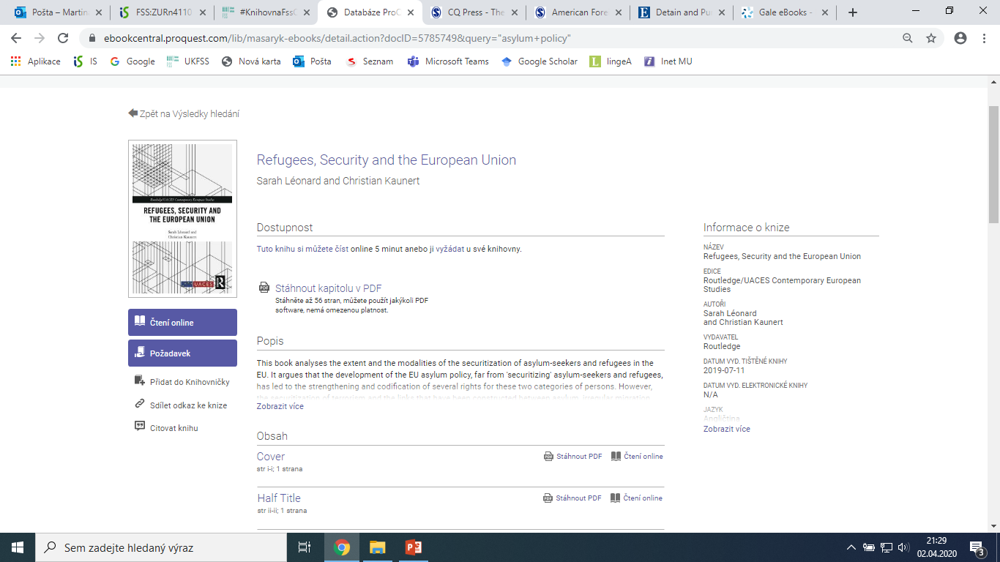 Pošta – Martina
FSS:ZURn4110
#KnihovnaFssO
Databáze ProC
CQ Press - The
American Fore
Detain and Pu
Gale eBooks -
ebookcentral.proquest.com/lib/masaryk-ebooks/detail.action?docID=5785749&query="asylum+policy"
Aplikace
IS
Google
UKFSS
Nová karta
Pošta
Seznam
Microsoft Teams
Google Scholar
lingeA
Inet MU
Zpět na Výsledky hledání
Routledge/UACES Contemporary European Studies
REFUGEES, SECURITY AND
THE EUROPEAN UNION
Sarah Léonard and
Christian Kaunert
UACES
R
Čtení online
Požadavek
Přidat do Knihovničky
Sdílet odkaz ke knize
Citovat knihu
Refugees, Security and the European Union
Sarah Léonard and Christian Kaunert
Dostupnost
Tuto knihu si můžete číst online 5 minut anebo ji vyžádat u své knihovny.
Stáhnout kapitolu v PDF
Stáhněte až 56 stran, můžete použít jakýkoli PDF
software, nemá omezenou platnost.
Popis
This book analyses the extent and the modalities of the securitization of asylum-seekers and refugees in the
EU. It argues that the development of the EU asylum policy, far from 'securitizing' asylum-seekers and refugees,
has led to the strengthening and codification of several rights for these two categories of persons. However,
the securitization of terrorism and the links that have been constructed between asylum, irregular migration
Zobrazit více
Obsah
Cover
Stáhnout PDF
Čtení online
str i-i; 1 strana
Half Title
Stáhnout PDF
Čtení online
str ii-ii; 1 strana
Informace o knize
NÁZEV
Refugees, Security and the European Union
EDICE
Routledge/UACES Contemporary European
Studies
AUTOŘI
Sarah Léonard
and Christian Kaunert
VYDAVATEL
Routledge
DATUM VYD. TIŠTĚNÉ KNIHY
2019-07-11
DATUM VYD. ELEKTRONICKÉ KNIHY
N/A
JAZYK
Angličtina
Zobrazit více
Sem zadejte hledaný výraz
21:29
02.04.2020
3